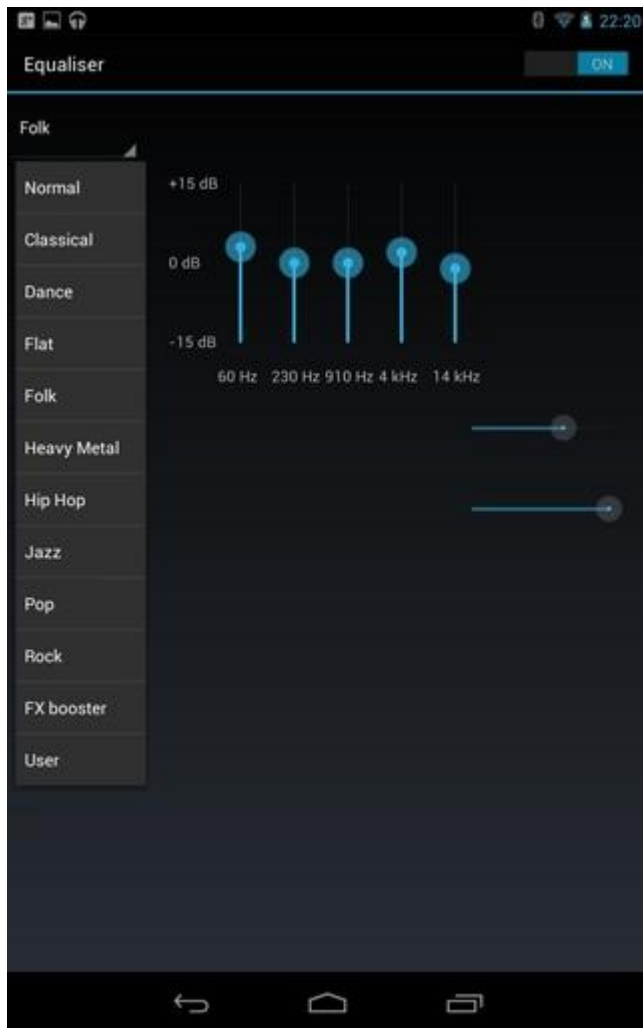 22:20
Equaliser
ON
Folk
Normal
Classical
Dance
Flat
Folk
Heavy Metal
Hip Hop
Jazz
Pop
Rock
FX booster
User
+15 dB
0 dB
-15 dB
60 Hz 230 Hz 910 Hz 4 kHz 14 kHz